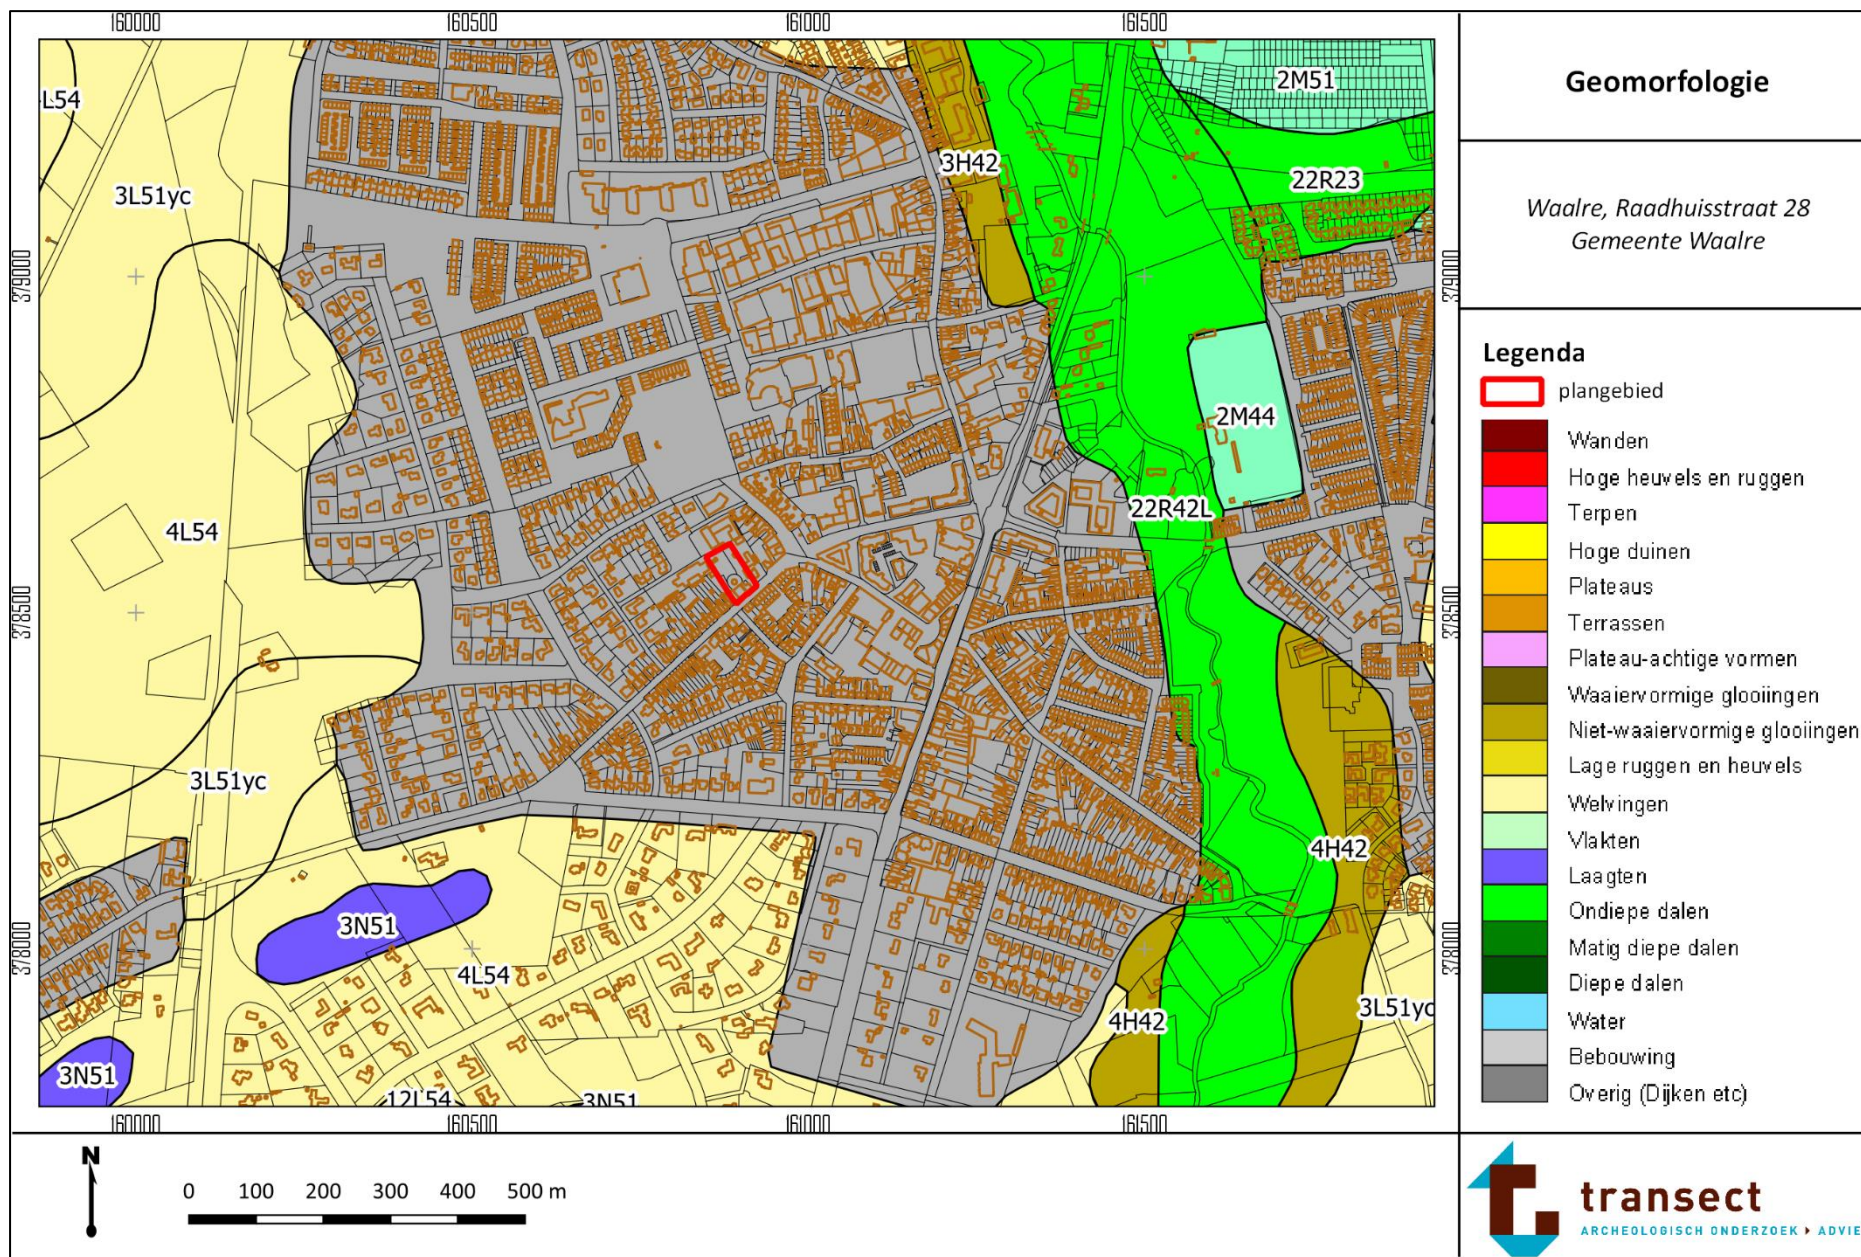 160000 160500 161000 161500
-L54
2M51
3L51yc
3H42
22R23
379000
379000
2M44
4L54
22R42L
378500
378500
3L51yc
4H42
3N51
4L54
378000
378000
3L51yc
4H42
3N51
12L54
3N51
160000 160500 161000 161500
N
0 100 200 300 400 500 m
Geomorfologie
Waalre, Raadhuisstraat 28
Gemeente Waalre
Legenda
plangebied
Wanden
Hoge heuvels en ruggen
Terpen
Hoge duinen
Plateaus
Terrassen
Plateau-achtige vormen
Waaiervormige glooiingen
Niet-waaiervormige glooiingen
Lage ruggen en heuvels
Welvingen
Vlakten
Laagten
Ondiepe dalen
Matig diepe dalen
Diepe dalen
Water
Bebouwing
Overig (Dijken etc)
transect
ARCHEOLOGISCH ONDERZOEK ▸ ADVIE